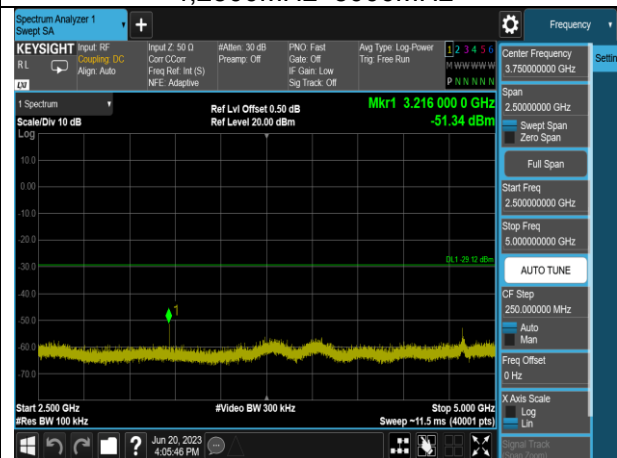 Spectrum Analyzer 1
Swept SA
+
Frequency
KEYSIGHT
RL
LXI
Input: RF
Coupling: DC
Align: Auto
Input Z: 50 Ω
Corr CCorr
Freq Ref: Int (S)
NFE: Adaptive
#Atten: 30 dB
Preamp: Off
PNO: Fast
Gate: Off
IF Gain: Low
Sig Track: Off
Avg Type: Log-Power
Trig: Free Run
1 2 3 4 5 6
M W W W W W
P N N N N N
1 Spectrum
Scale/Div 10 dB
Log
Ref Lvl Offset 0.50 dB
Ref Level 20.00 dBm
Mkr1 3.216 000 0 GHz
-51.34 dBm
10.0
0.00
-10.0
-20.0
-30.0
-40.0
-50.0
-60.0
-70.0
DL1 -29.12 dBm
1
Start 2.500 GHz
#Res BW 100 kHz
#Video BW 300 kHz
Stop 5.000 GHz
Sweep ~11.5 ms (40001 pts)
Center Frequency
3.750000000 GHz
Settin
Span
2.50000000 GHz
Swept Span
Zero Span
Full Span
Start Freq
2.500000000 GHz
Stop Freq
5.000000000 GHz
AUTO TUNE
CF Step
250.000000 MHz
Auto
Man
Freq Offset
0 Hz
X Axis Scale
Log
Lin
Signal Track
(Span Zoom)
?
Jun 20, 2023
4:05:46 PM